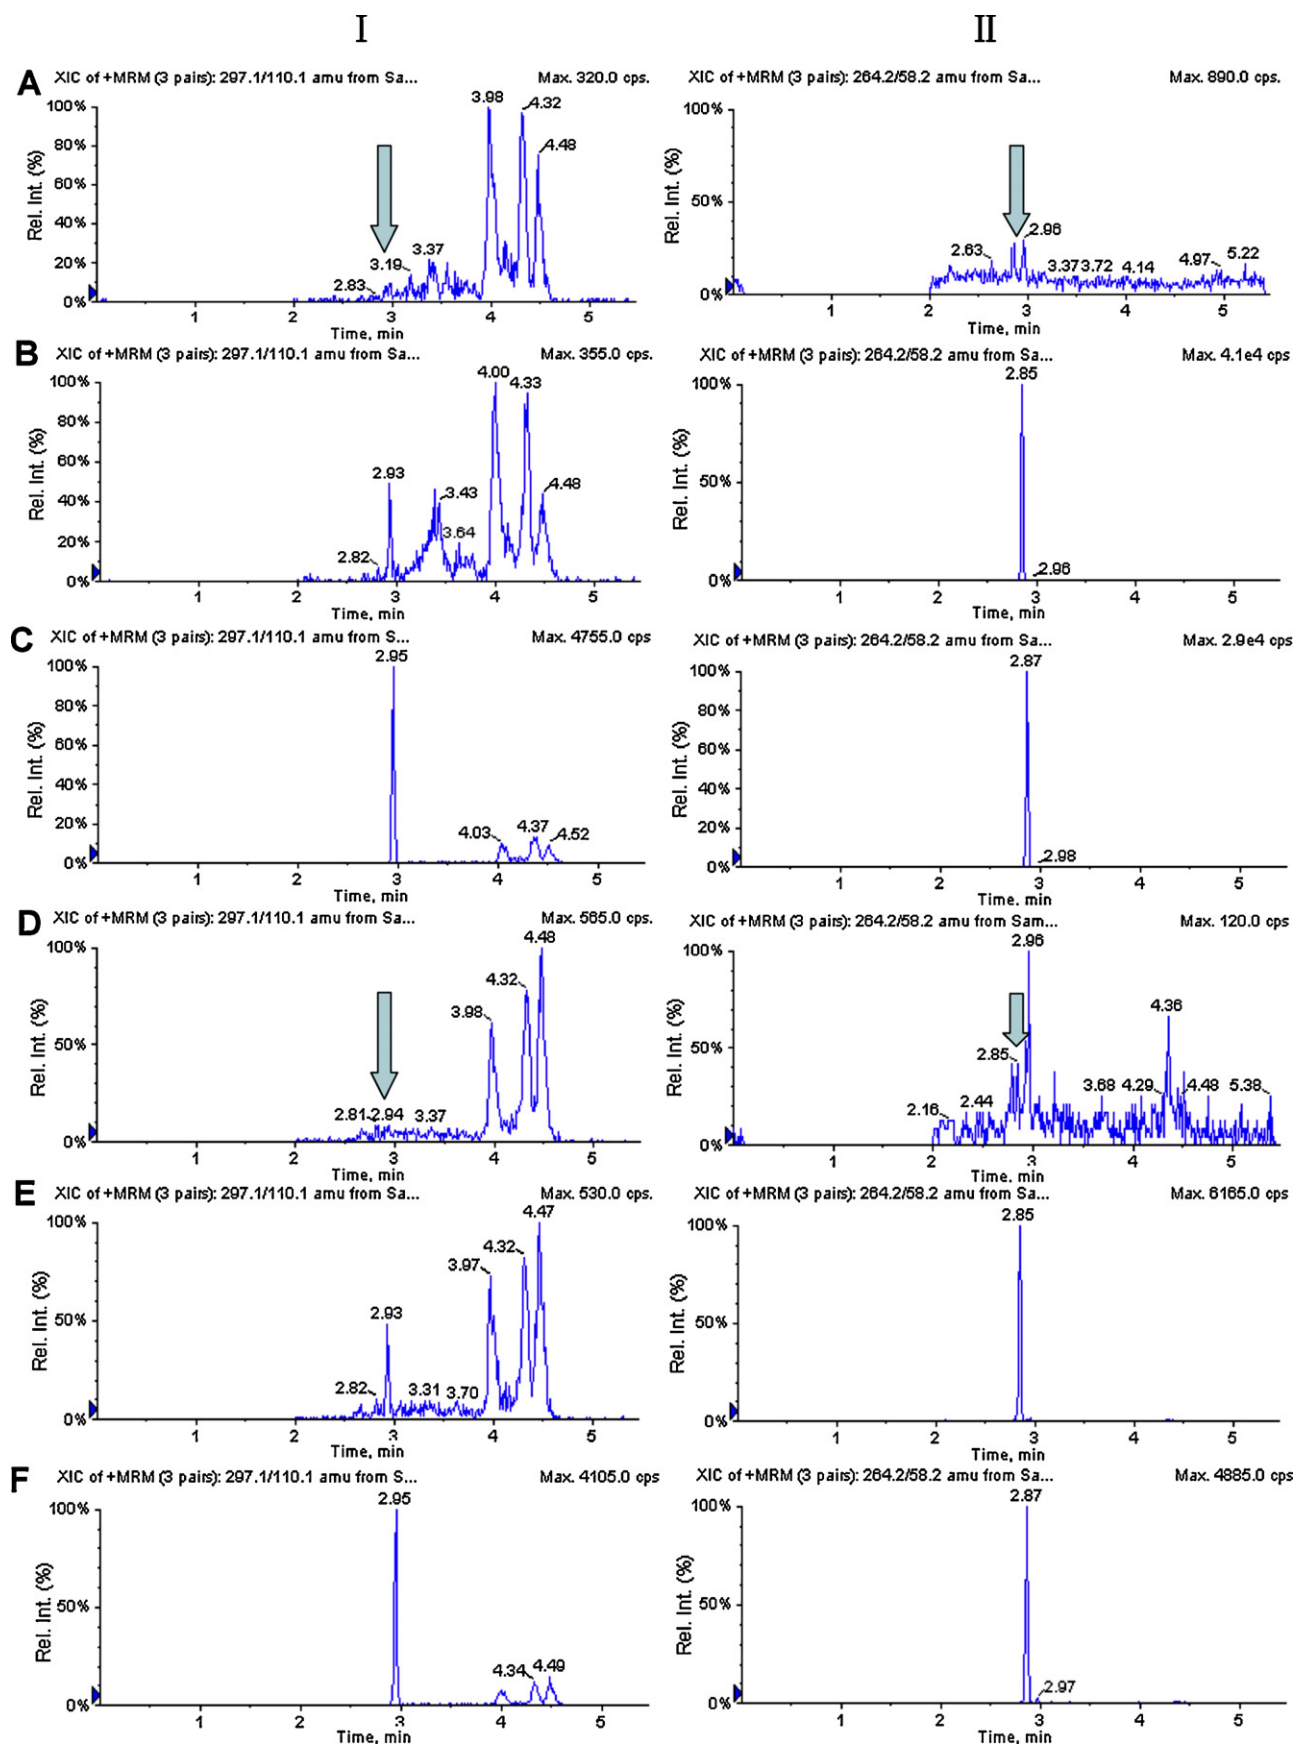 I II
A XIC of +MRM (3 pairs): 297.1/110.1 amu from Sa... Max. 320.0 cps.
100%
80%
60%
40%
20%
0%
Rel. Int. (%)
2.83 3.19 3.37 3.98 4.32 4.48
1 2 3 4 5
Time, min
XIC of +MRM (3 pairs): 264.2/58.2 amu from Sa... Max. 890.0 cps.
100%
50%
0%
Rel. Int. (%)
2.63 2.96 3.37 3.72 4.14 4.97 5.22
1 2 3 4 5
Time, min
B XIC of +MRM (3 pairs): 297.1/110.1 amu from Sa... Max. 355.0 cps.
100%
80%
60%
40%
20%
0%
Rel. Int. (%)
2.82 2.93 3.43 3.64 4.00 4.33 4.48
1 2 3 4 5
Time, min
XIC of +MRM (3 pairs): 264.2/58.2 amu from Sa... Max. 4.1e4 cps.
100%
50%
0%
Rel. Int. (%)
2.85 2.96
1 2 3 4 5
Time, min
C XIC of +MRM (3 pairs): 297.1/110.1 amu from S... Max. 4755.0 cps
100%
80%
60%
40%
20%
0%
Rel. Int. (%)
2.95 4.03 4.37 4.52
1 2 3 4 5
Time, min
XIC of +MRM (3 pairs): 264.2/58.2 amu from Sa... Max. 2.9e4 cps
100%
80%
60%
40%
20%
0%
Rel. Int. (%)
2.87 2.98
1 2 3 4 5
Time, min
D XIC of +MRM (3 pairs): 297.1/110.1 amu from Sa... Max. 565.0 cps.
100%
50%
0%
Rel. Int. (%)
2.81 2.94 3.37 3.98 4.32 4.48
1 2 3 4 5
Time, min
XIC of +MRM (3 pairs): 264.2/58.2 amu from Sam... Max. 120.0 cps
100%
50%
0%
Rel. Int. (%)
2.16 2.44 2.85 2.96 3.68 4.29 4.36 4.48 5.38
1 2 3 4 5
Time, min
E XIC of +MRM (3 pairs): 297.1/110.1 amu from Sa... Max. 530.0 cps.
100%
50%
0%
Rel. Int. (%)
2.82 2.93 3.31 3.70 3.97 4.32 4.47
1 2 3 4 5
Time, min
XIC of +MRM (3 pairs): 264.2/58.2 amu from Sa... Max. 6165.0 cps
100%
50%
0%
Rel. Int. (%)
2.85
1 2 3 4 5
Time, min
F XIC of +MRM (3 pairs): 297.1/110.1 amu from S... Max. 4105.0 cps
100%
50%
0%
Rel. Int. (%)
2.95 4.34 4.49
1 2 3 4 5
Time, min
XIC of +MRM (3 pairs): 264.2/58.2 amu from Sa... Max. 4885.0 cps
100%
50%
0%
Rel. Int. (%)
2.87 2.97
1 2 3 4 5
Time, min